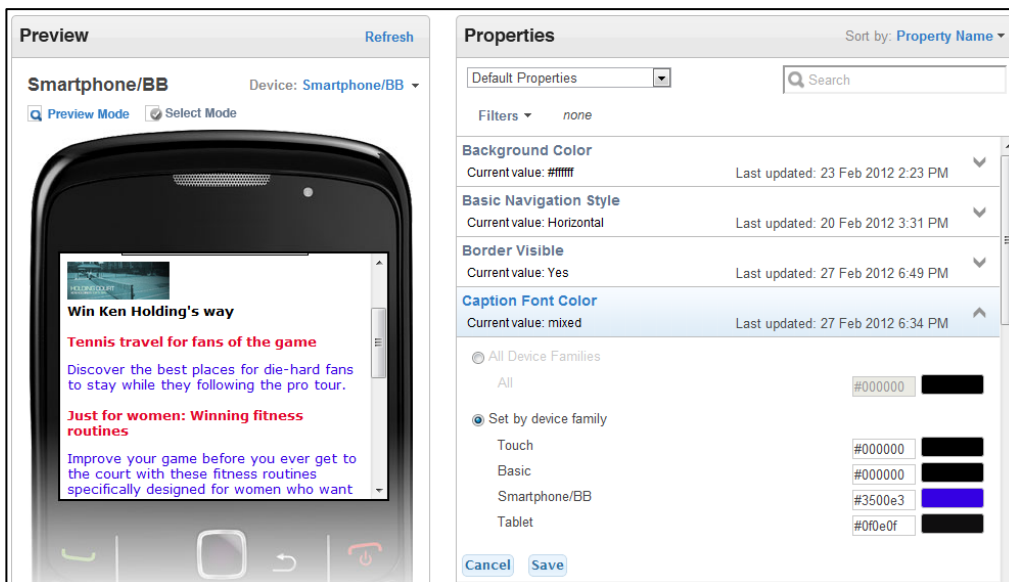 Preview
Refresh
Smartphone/BB
Device: Smartphone/BB
Preview Mode
Select Mode
HOLDING COURT
Win Ken Holding's way
Tennis travel for fans of the game
Discover the best places for die-hard fans
to stay while they following the pro tour.
Just for women: Winning fitness
routines
Improve your game before you ever get to
the court with these fitness routines
specifically designed for women who want
Properties
Sort by: Property Name
Default Properties
Search
Filters
none
Background Color
Current value: #ffffff
Last updated: 23 Feb 2012 2:23 PM
Basic Navigation Style
Current value: Horizontal
Last updated: 20 Feb 2012 3:31 PM
Border Visible
Current value: Yes
Last updated: 27 Feb 2012 6:49 PM
Caption Font Color
Current value: mixed
Last updated: 27 Feb 2012 6:34 PM
All Device Families
All
#000000
Set by device family
Touch
#000000
Basic
#000000
Smartphone/BB
#3500e3
Tablet
#0f0e0f
Cancel
Save